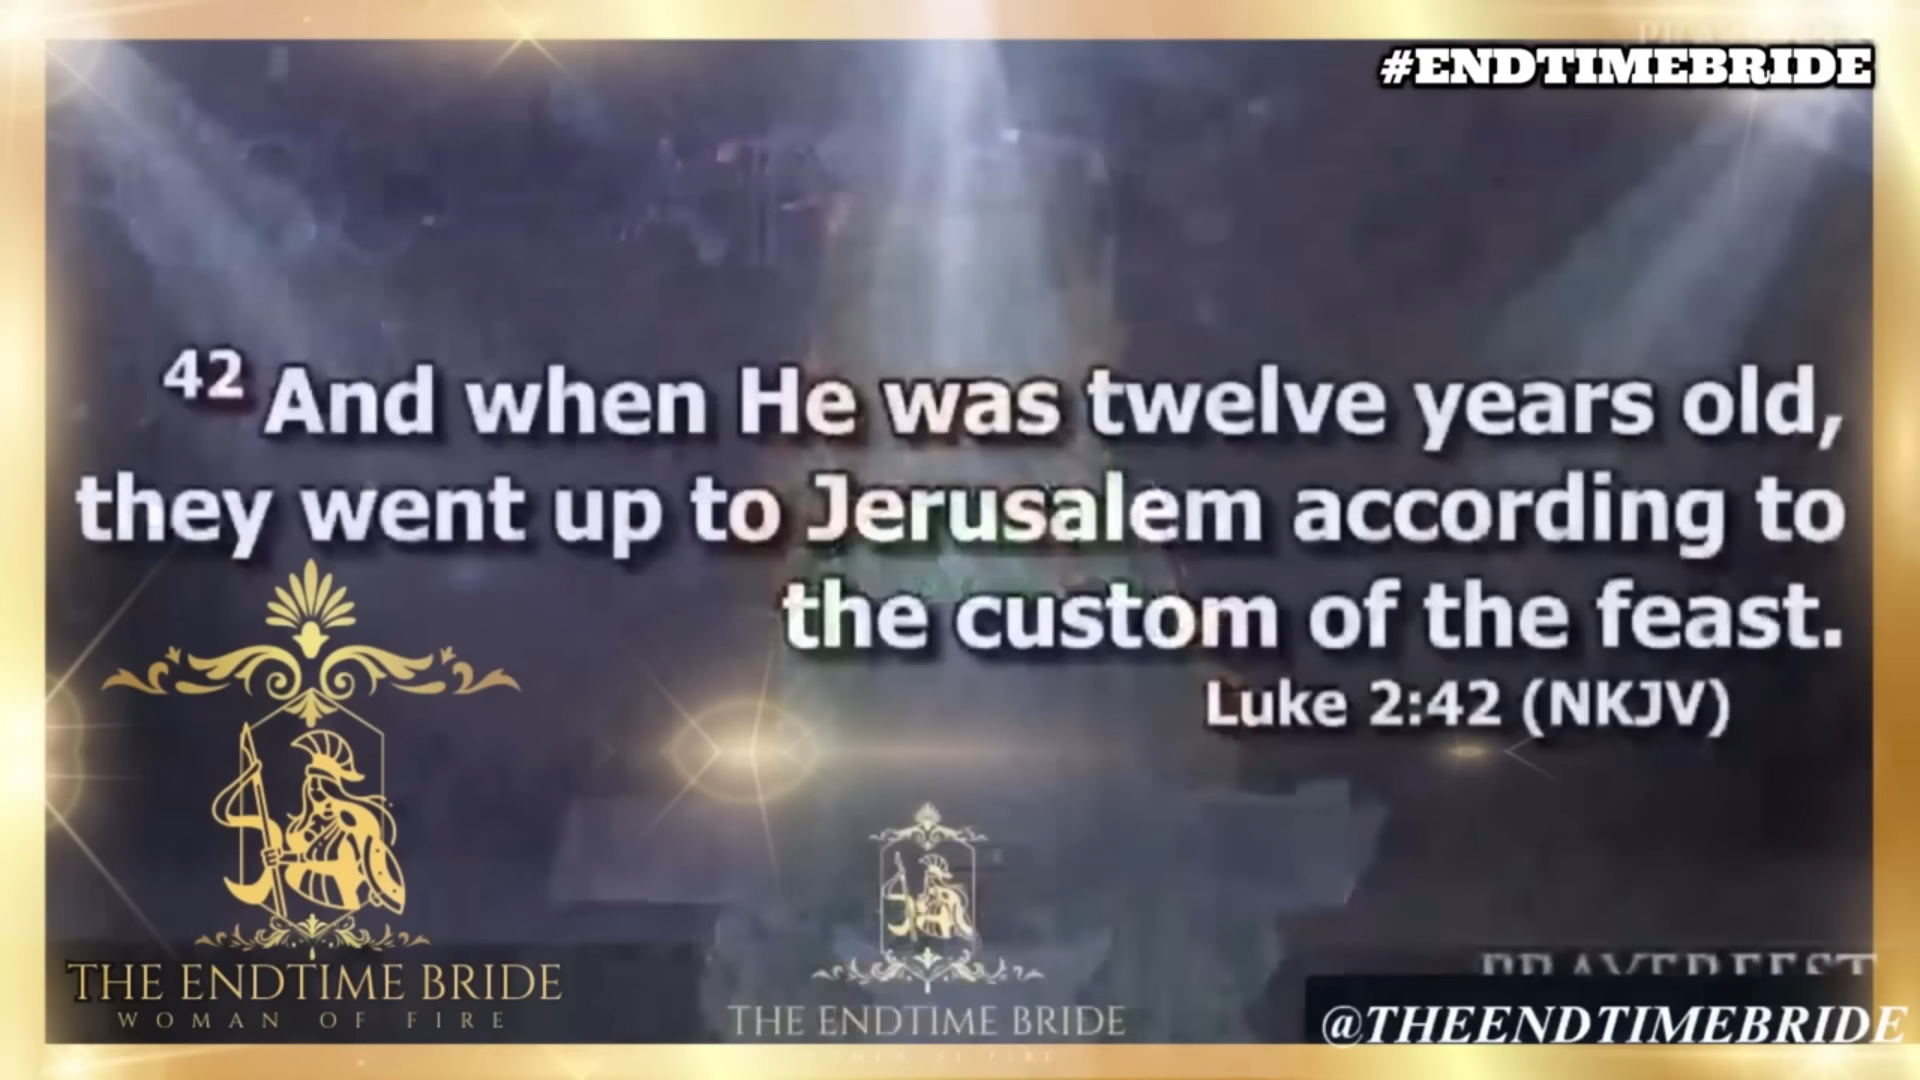 #ENDTIMEBRIDE
42 And when He was twelve years old,
they went up to Jerusalem according to
the custom of the feast.
Luke 2:42 (NKJV)
THE ENDTIME BRIDE
WOMAN OF FIRE
THE ENDTIME BRIDE
@THEENDTIMEBRIDE